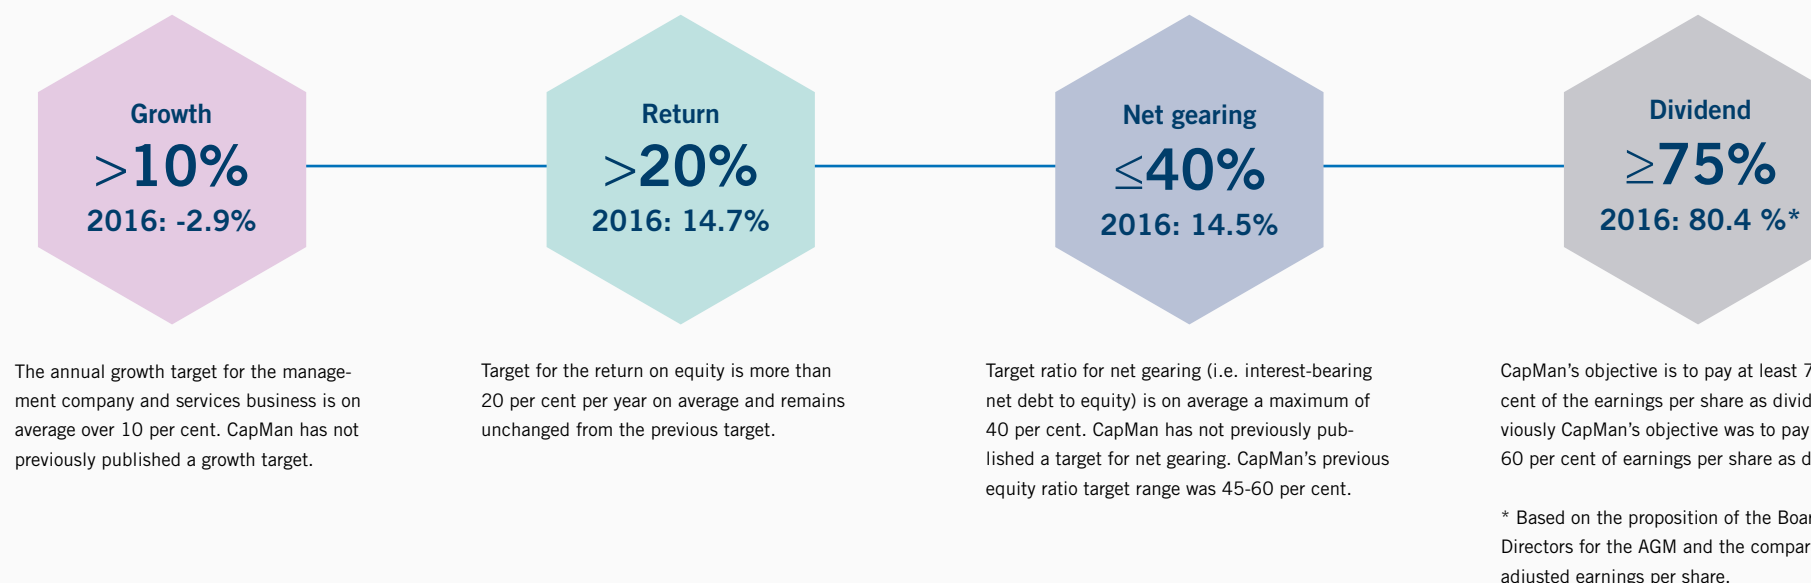 Growth
>10%
2016: -2.9%
The annual growth target for the manage-
ment company and services business is on
average over 10 per cent. CapMan has not
previously published a growth target.
Return
>20%
2016: 14.7%
Target for the return on equity is more than
20 per cent per year on average and remains
unchanged from the previous target.
Net gearing
≤40%
2016: 14.5%
Target ratio for net gearing (i.e. interest-bearing
net debt to equity) is on average a maximum of
40 per cent. CapMan has not previously pub-
lished a target for net gearing. CapMan's previous
equity ratio target range was 45-60 per cent.
Dividend
≥75%
2016: 80.4 %*
CapMan's objective is to pay at least
cent of the earnings per share as
viously CapMan's objective was to pay
60 per cent of earnings per share as
* Based on the proposition of the
Directors for the AGM and the
adjusted earnings per share.